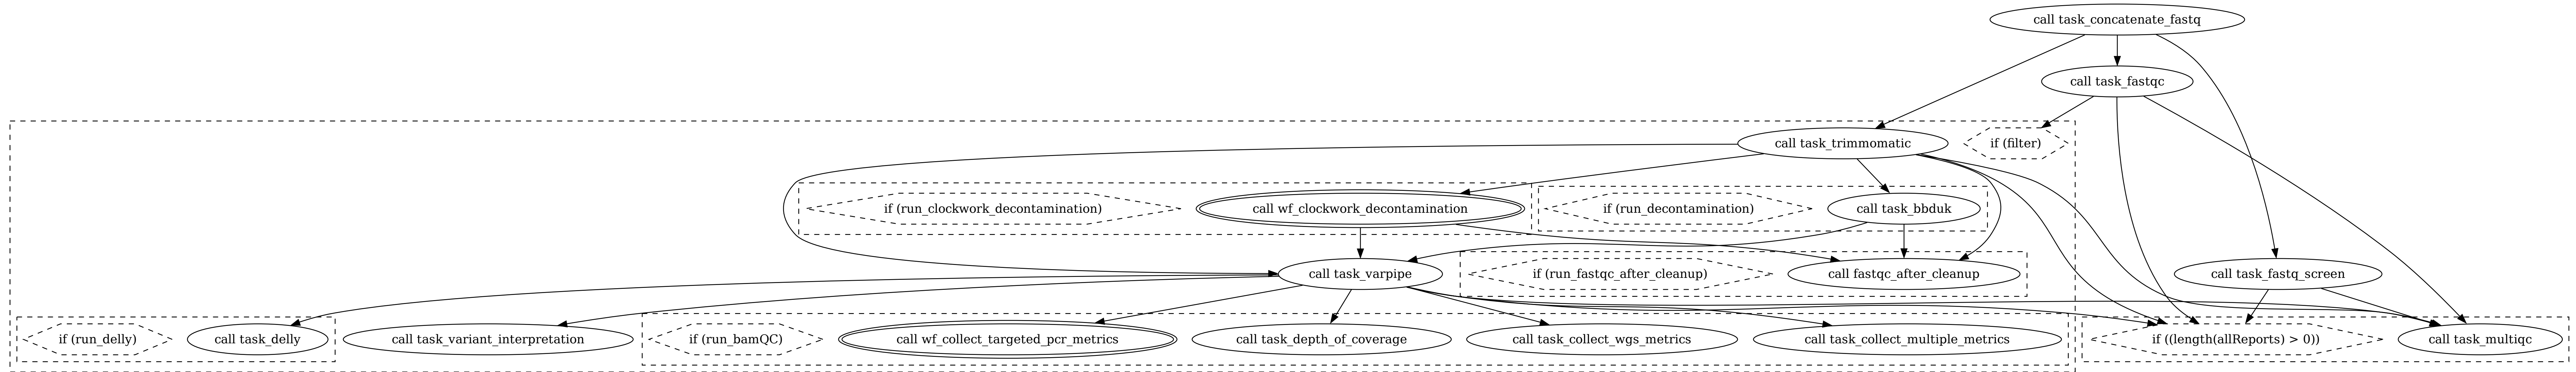 call task_concatenate_fastq
call task_fastqc
call task_trimmomatic
if (filter)
if (run_clockwork_decontamination)
call wf_clockwork_decontamination
if (run_decontamination)
call task_bbduk
call task_varpipe
if (run_fastqc_after_cleanup)
call fastqc_after_cleanup
call task_fastq_screen
if (run_delly)
call task_delly
call task_variant_interpretation
if (run_bamQC)
call wf_collect_targeted_pcr_metrics
call task_depth_of_coverage
call task_collect_wgs_metrics
call task_collect_multiple_metrics
if ((length(allReports) > 0))
call task_multiqc